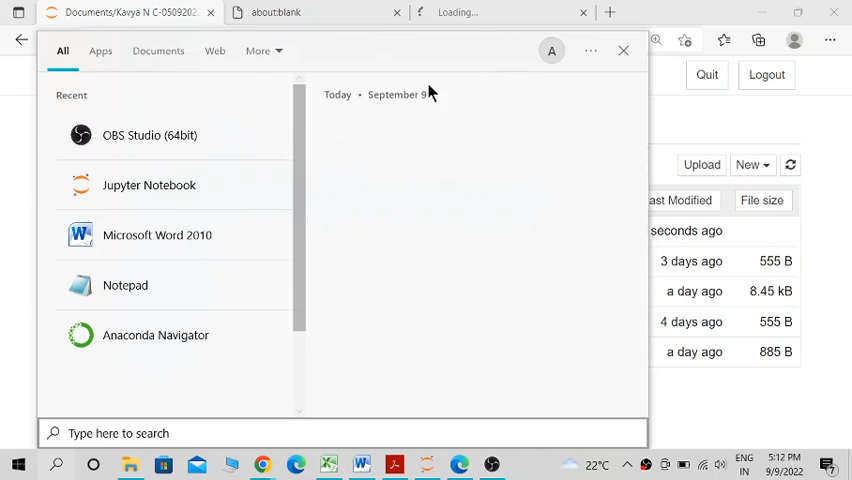 Documents/Kavya N C-0509202
about:blank
Loading...
All
Apps
Documents
Web
More
A
Quit
Logout
Recent
Today • September 9
OBS Studio (64bit)
Jupyter Notebook
Microsoft Word 2010
Notepad
Anaconda Navigator
Upload
New
ast Modified
File size
seconds ago
3 days ago
555 B
a day ago
8.45 kB
4 days ago
555 B
a day ago
885 B
Type here to search
22°C
ENG
IN
5:12 PM
9/9/2022
7